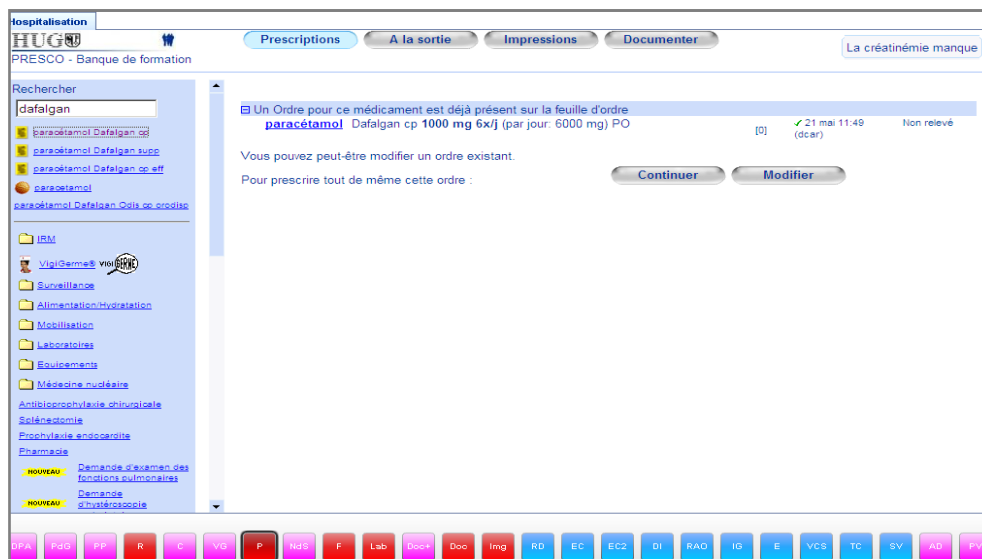 Hospitalisation
HUG
PRESCO - Banque de formation
Prescriptions
A la sortie
Impressions
Documenter
La créatinémie manque
Rechercher
dafalgan
paracétamol Dafalgan cp
paracétamol Dafalgan supp
paracétamol Dafalgan cp eff
paracetamol
paracétamol Dafalgan Odis cp orodisp
IRM
VigiGerme® VIGI GERME
Surveillance
Alimentation/Hydratation
Mobilisation
Laboratoires
Equipements
Médecine nucléaire
Antibioprophylaxie chirurgicale
Splénectomie
Prophylaxie endocardite
Pharmacie
NOUVEAU Demande d'examen des
fonctions pulmonaires
NOUVEAU Demande
d'hystéroscopie
Un Ordre pour ce médicament est déjà présent sur la feuille d'ordre
paracétamol Dafalgan cp 1000 mg 6x/j (par jour: 6000 mg) PO
[0]
21 mai 11:49
(dcar)
Non relevé
Vous pouvez peut-être modifier un ordre existant.
Pour prescrire tout de même cette ordre :
Continuer
Modifier
DPA PdG PP R C VG P NdS F Lab Doc+ Doc Img RD EC EC2 DI RAO IG E VCS TC SV AD PV